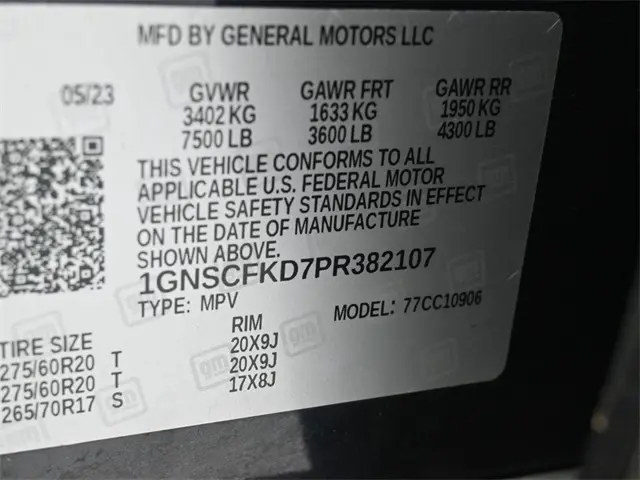 MFD BY GENERAL MOTORS LLC
05/23 GVWR GAWR FRT GAWR RR
3402 KG 1633 KG 1950 KG
7500 LB 3600 LB 4300 LB
THIS VEHICLE CONFORMS TO ALL
APPLICABLE U.S. FEDERAL MOTOR
VEHICLE SAFETY STANDARDS IN EFFECT
ON THE DATE OF MANUFACTURE
SHOWN ABOVE.
1GNSCFKD7PR382107
TYPE: MPV MODEL: 77CC10906
TIRE SIZE RIM
275/60R20 T 20X9J
275/60R20 T 20X9J
265/70R17 S 17X8J
gm